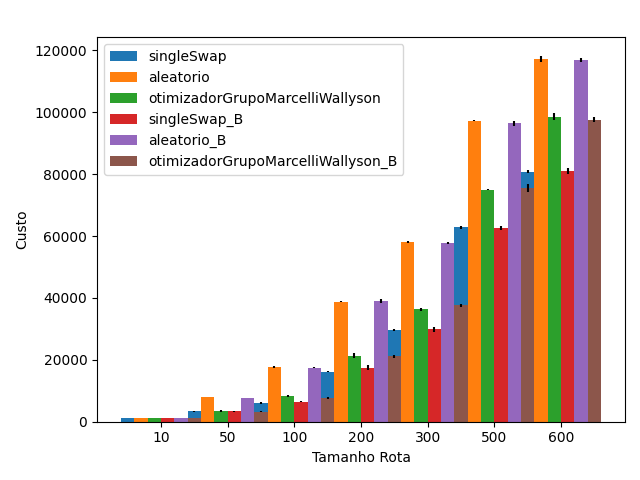 singleSwap
aleatorio
otimizadorGrupoMarcelliWallyson
singleSwap_B
aleatorio_B
otimizadorGrupoMarcelliWallyson_B
120000
100000
80000
60000
40000
20000
0
Custo
10 50 100 200 300 500 600
Tamanho Rota